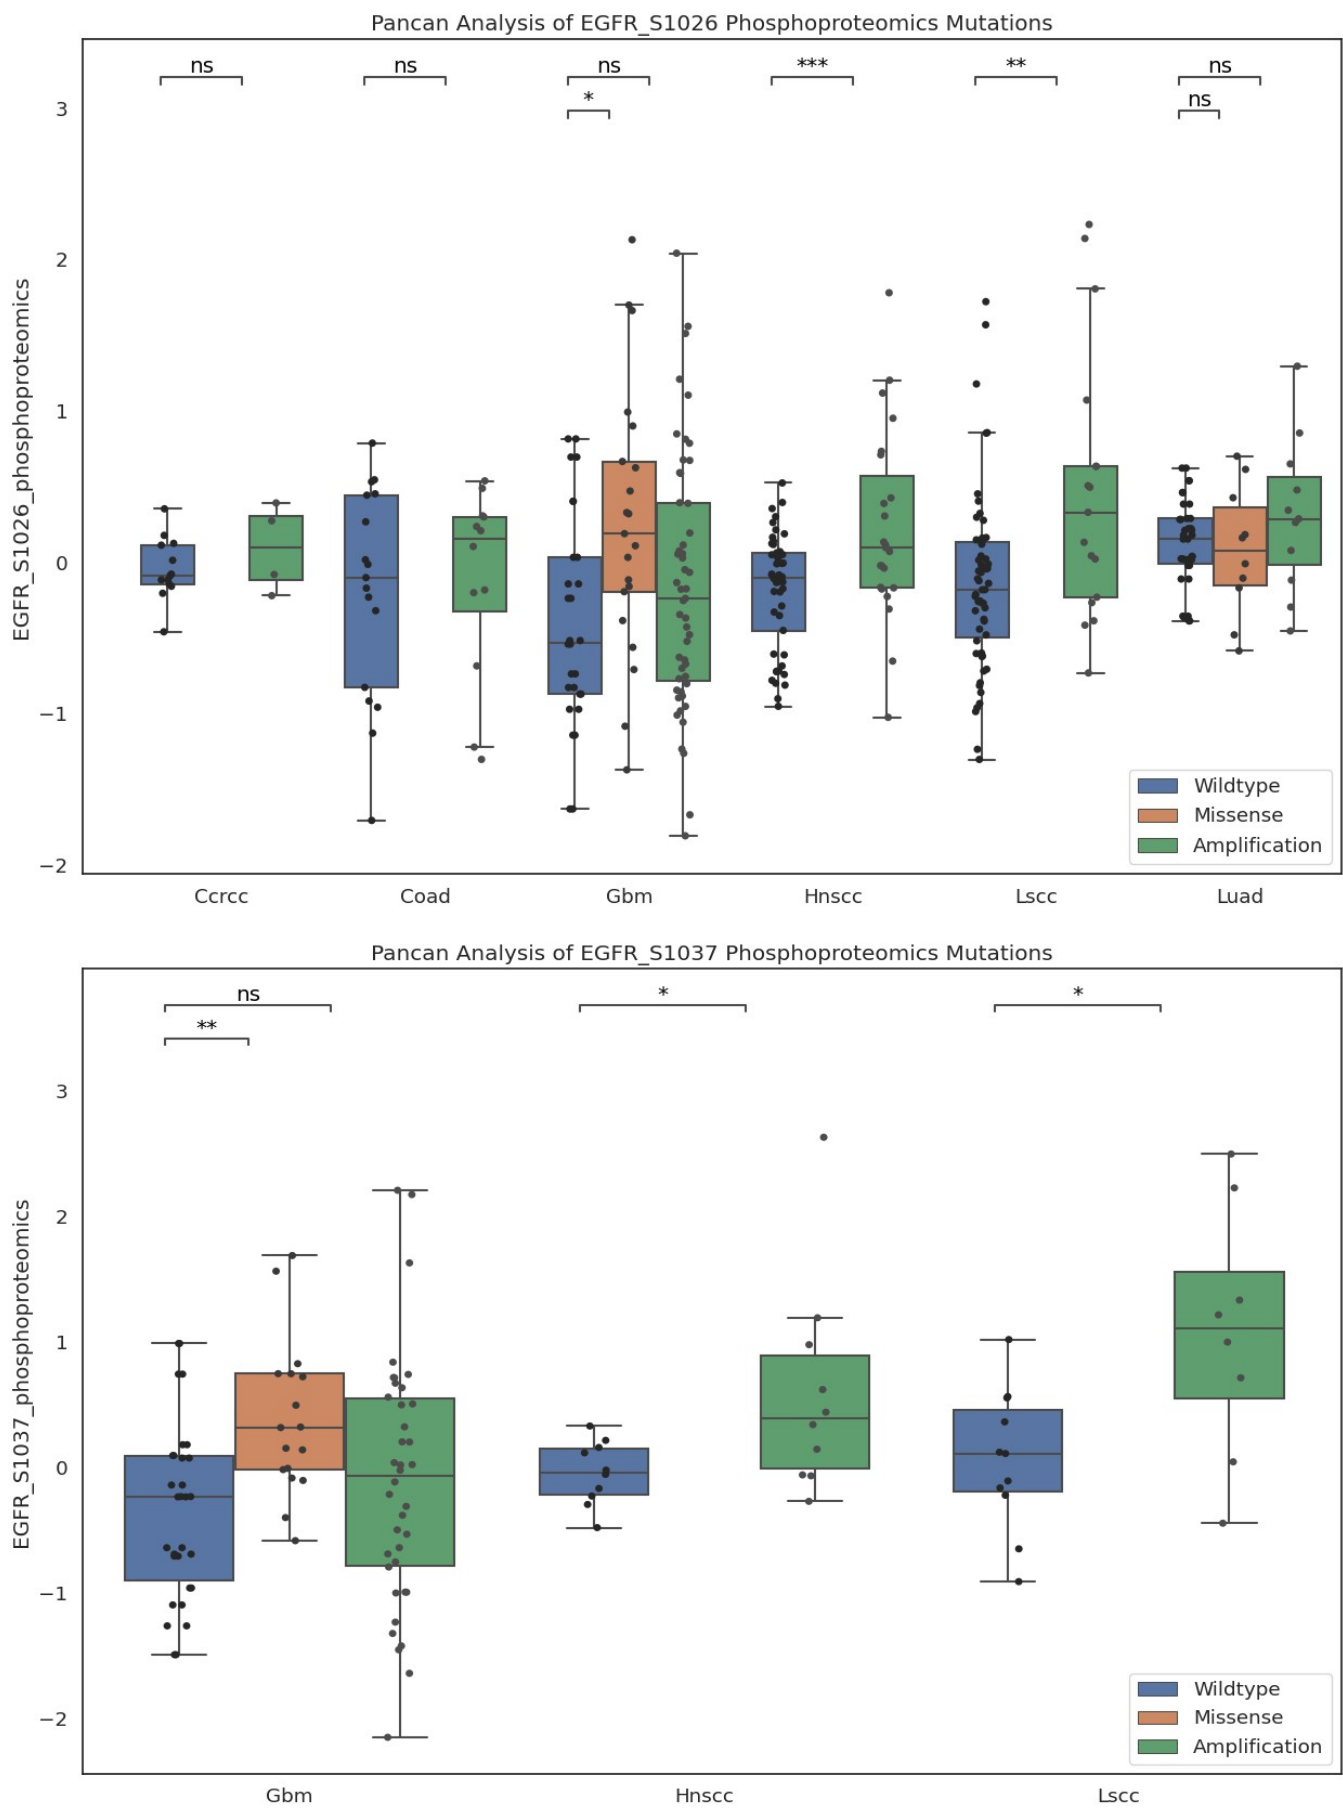 Pancan Analysis of EGFR_S1026 Phosphoproteomics Mutations
ns ns ns *** ** ns
* ns
3
2
1
0
−1
−2
EGFR_S1026_phosphoproteomics
Wildtype
Missense
Amplification
Ccrcc Coad Gbm Hnscc Lscc Luad
Pancan Analysis of EGFR_S1037 Phosphoproteomics Mutations
ns * *
**
3
2
1
0
−1
−2
EGFR_S1037_phosphoproteomics
Wildtype
Missense
Amplification
Gbm Hnscc Lscc